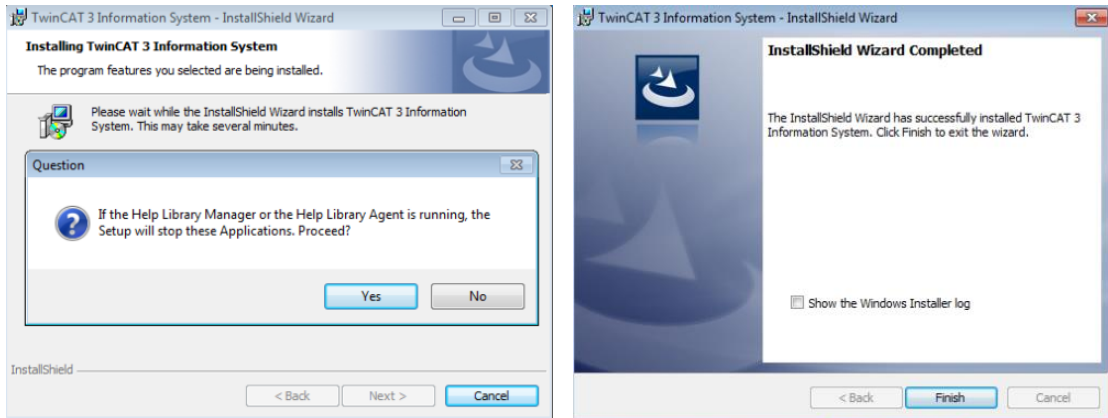 TwinCAT 3 Information System - InstallShield Wizard
Installing TwinCAT 3 Information System
The program features you selected are being installed.
Please wait while the InstallShield Wizard installs TwinCAT 3 Information
System. This may take several minutes.
Question
If the Help Library Manager or the Help Library Agent is running, the
Setup will stop these Applications. Proceed?
Yes
No
InstallShield
< Back
Next >
Cancel
TwinCAT 3 Information System - InstallShield Wizard
InstallShield Wizard Completed
The InstallShield Wizard has successfully installed TwinCAT 3
Information System. Click Finish to exit the wizard.
Show the Windows Installer log
< Back
Finish
Cancel